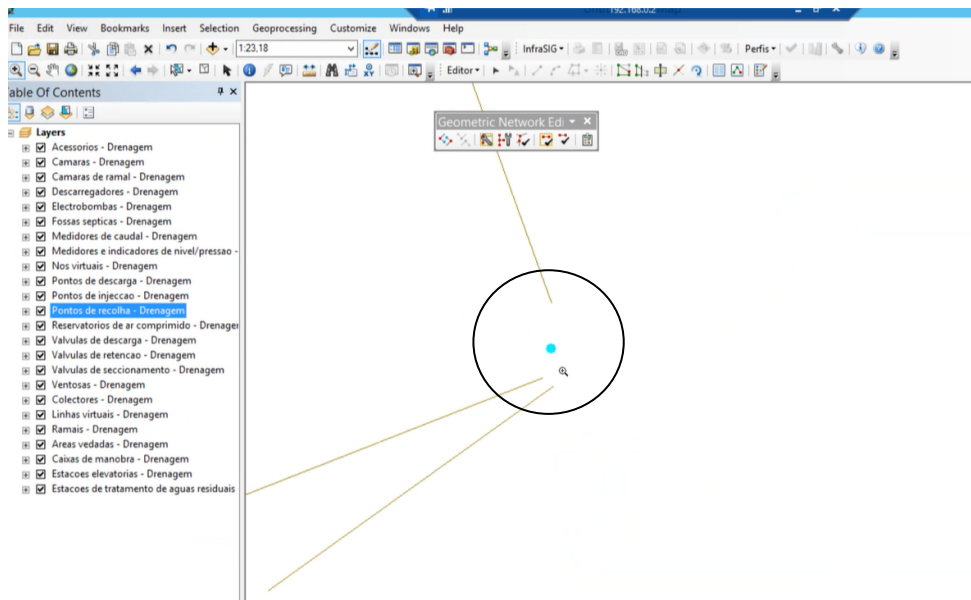 192.168.0.2
File Edit View Bookmarks Insert Selection Geoprocessing Customize Windows Help
1:23,18 InfraSIG Perfis
Editor
able Of Contents
Layers
Geometric Network Edi
Acessorios - Drenagem
Camaras - Drenagem
Camaras de ramal - Drenagem
Descarregadores - Drenagem
Electrobombas - Drenagem
Fossas septicas - Drenagem
Medidores de caudal - Drenagem
Medidores e indicadores de nivel/pressao -
Nos virtuais - Drenagem
Pontos de descarga - Drenagem
Pontos de injeccao - Drenagem
Pontos de recolha - Drenagem
Reservatorios de ar comprimido - Drenager
Valvulas de descarga - Drenagem
Valvulas de retencao - Drenagem
Valvulas de seccionamento - Drenagem
Ventosas - Drenagem
Colectores - Drenagem
Linhas virtuais - Drenagem
Ramais - Drenagem
Areas vedadas - Drenagem
Caixas de manobra - Drenagem
Estacoes elevatorias - Drenagem
Estacoes de tratamento de aguas residuais